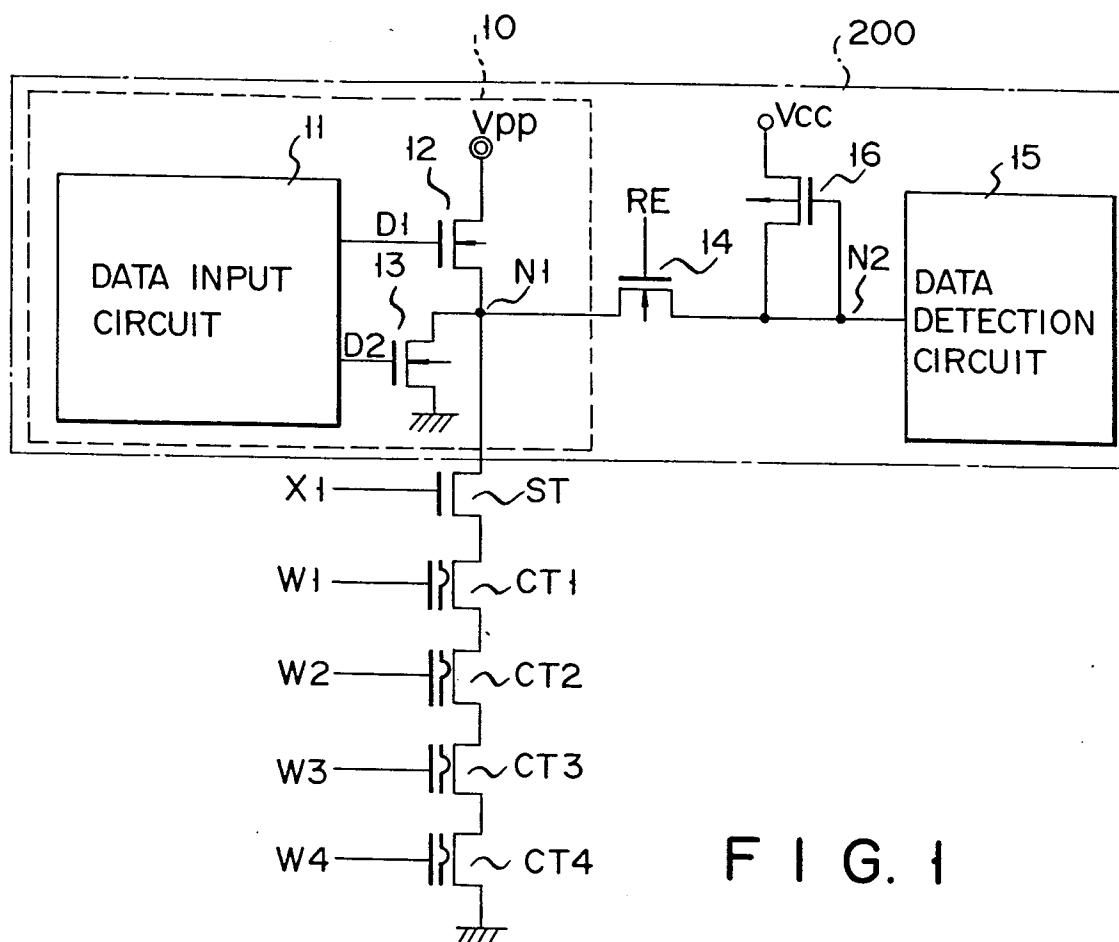 10
200
Vpp
Vcc
11
12
16
15
RE
D1
14
13
N1
N2
DATA INPUT
CIRCUIT
DATA
DETECTION
CIRCUIT
D2
X1
ST
W1
CT1
W2
CT2
W3
CT3
W4
CT4
FIG. 1